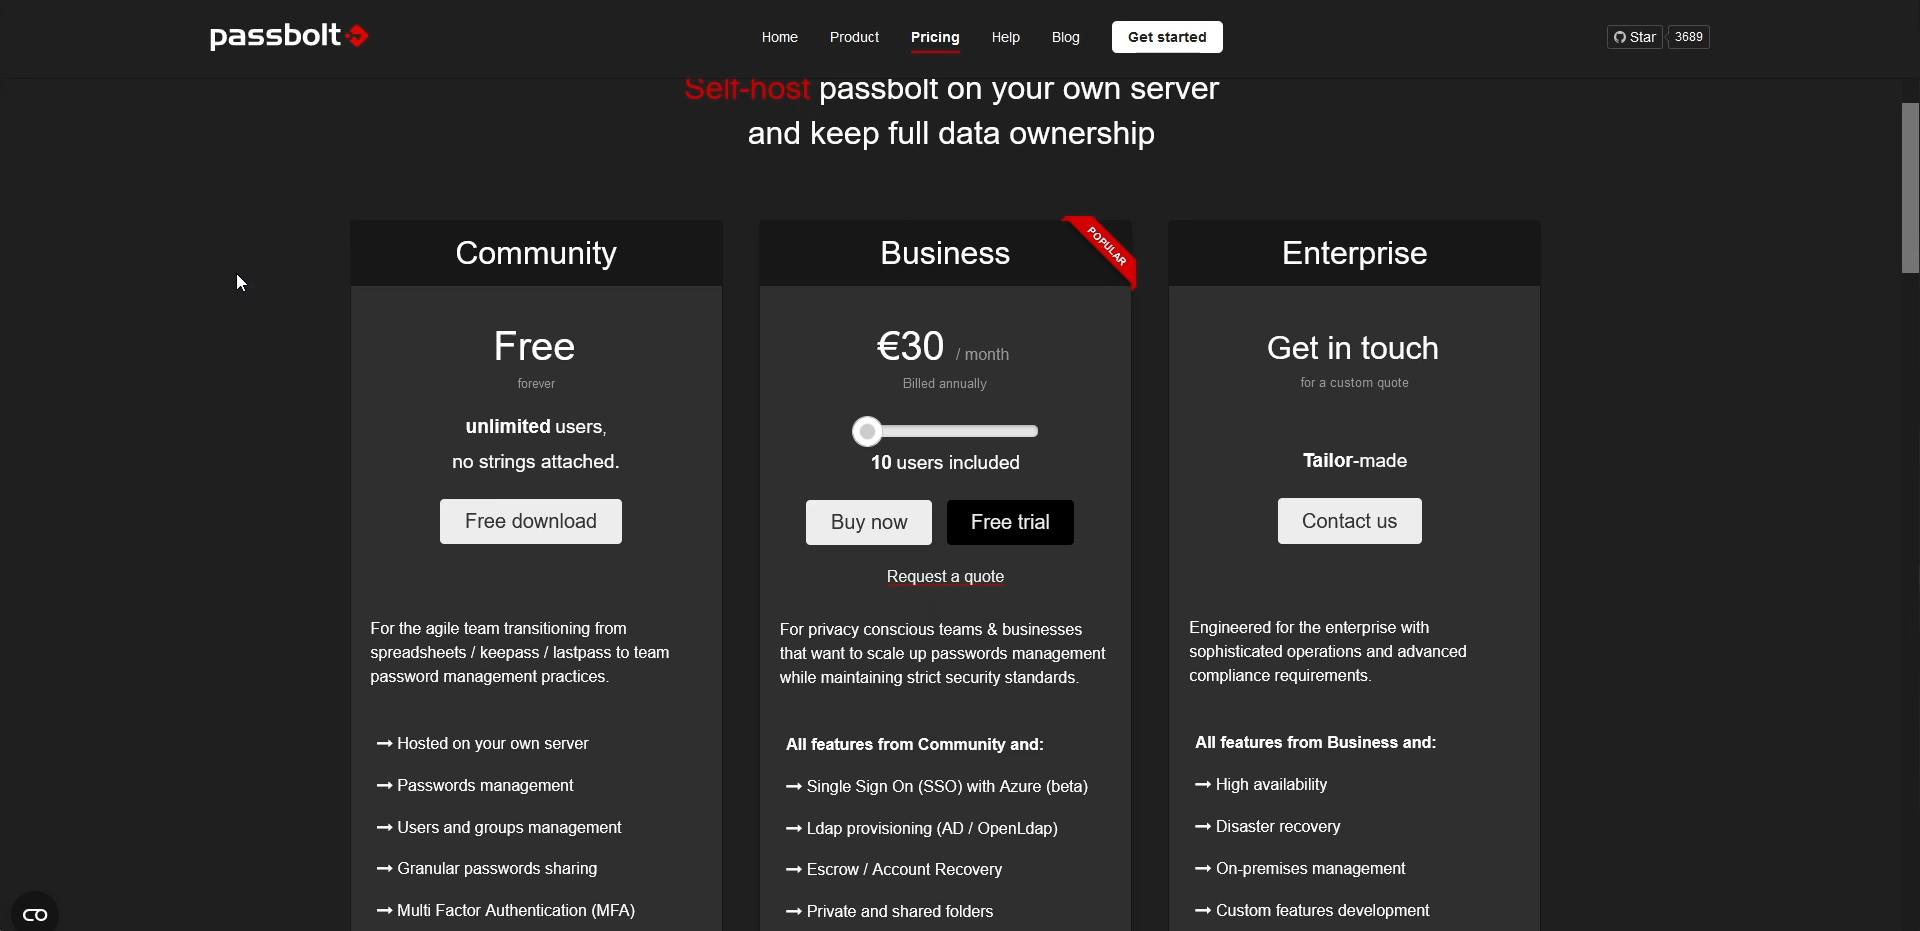 passbolt
Home Product Pricing Help Blog Get started
Star 3689
Self-host passbolt on your own server
and keep full data ownership
Community
Free
forever
unlimited users,
no strings attached.
Free download
For the agile team transitioning from
spreadsheets / keepass / lastpass to team
password management practices.
Hosted on your own server
Passwords management
Users and groups management
Granular passwords sharing
Multi Factor Authentication (MFA)
Business
POPULAR
€30 / month
Billed annually
10 users included
Buy now Free trial
Request a quote
For privacy conscious teams & businesses
that want to scale up passwords management
while maintaining strict security standards.
All features from Community and:
Single Sign On (SSO) with Azure (beta)
Ldap provisioning (AD / OpenLdap)
Escrow / Account Recovery
Private and shared folders
Enterprise
Get in touch
for a custom quote
Tailor-made
Contact us
Engineered for the enterprise with
sophisticated operations and advanced
compliance requirements.
All features from Business and:
High availability
Disaster recovery
On-premises management
Custom features development